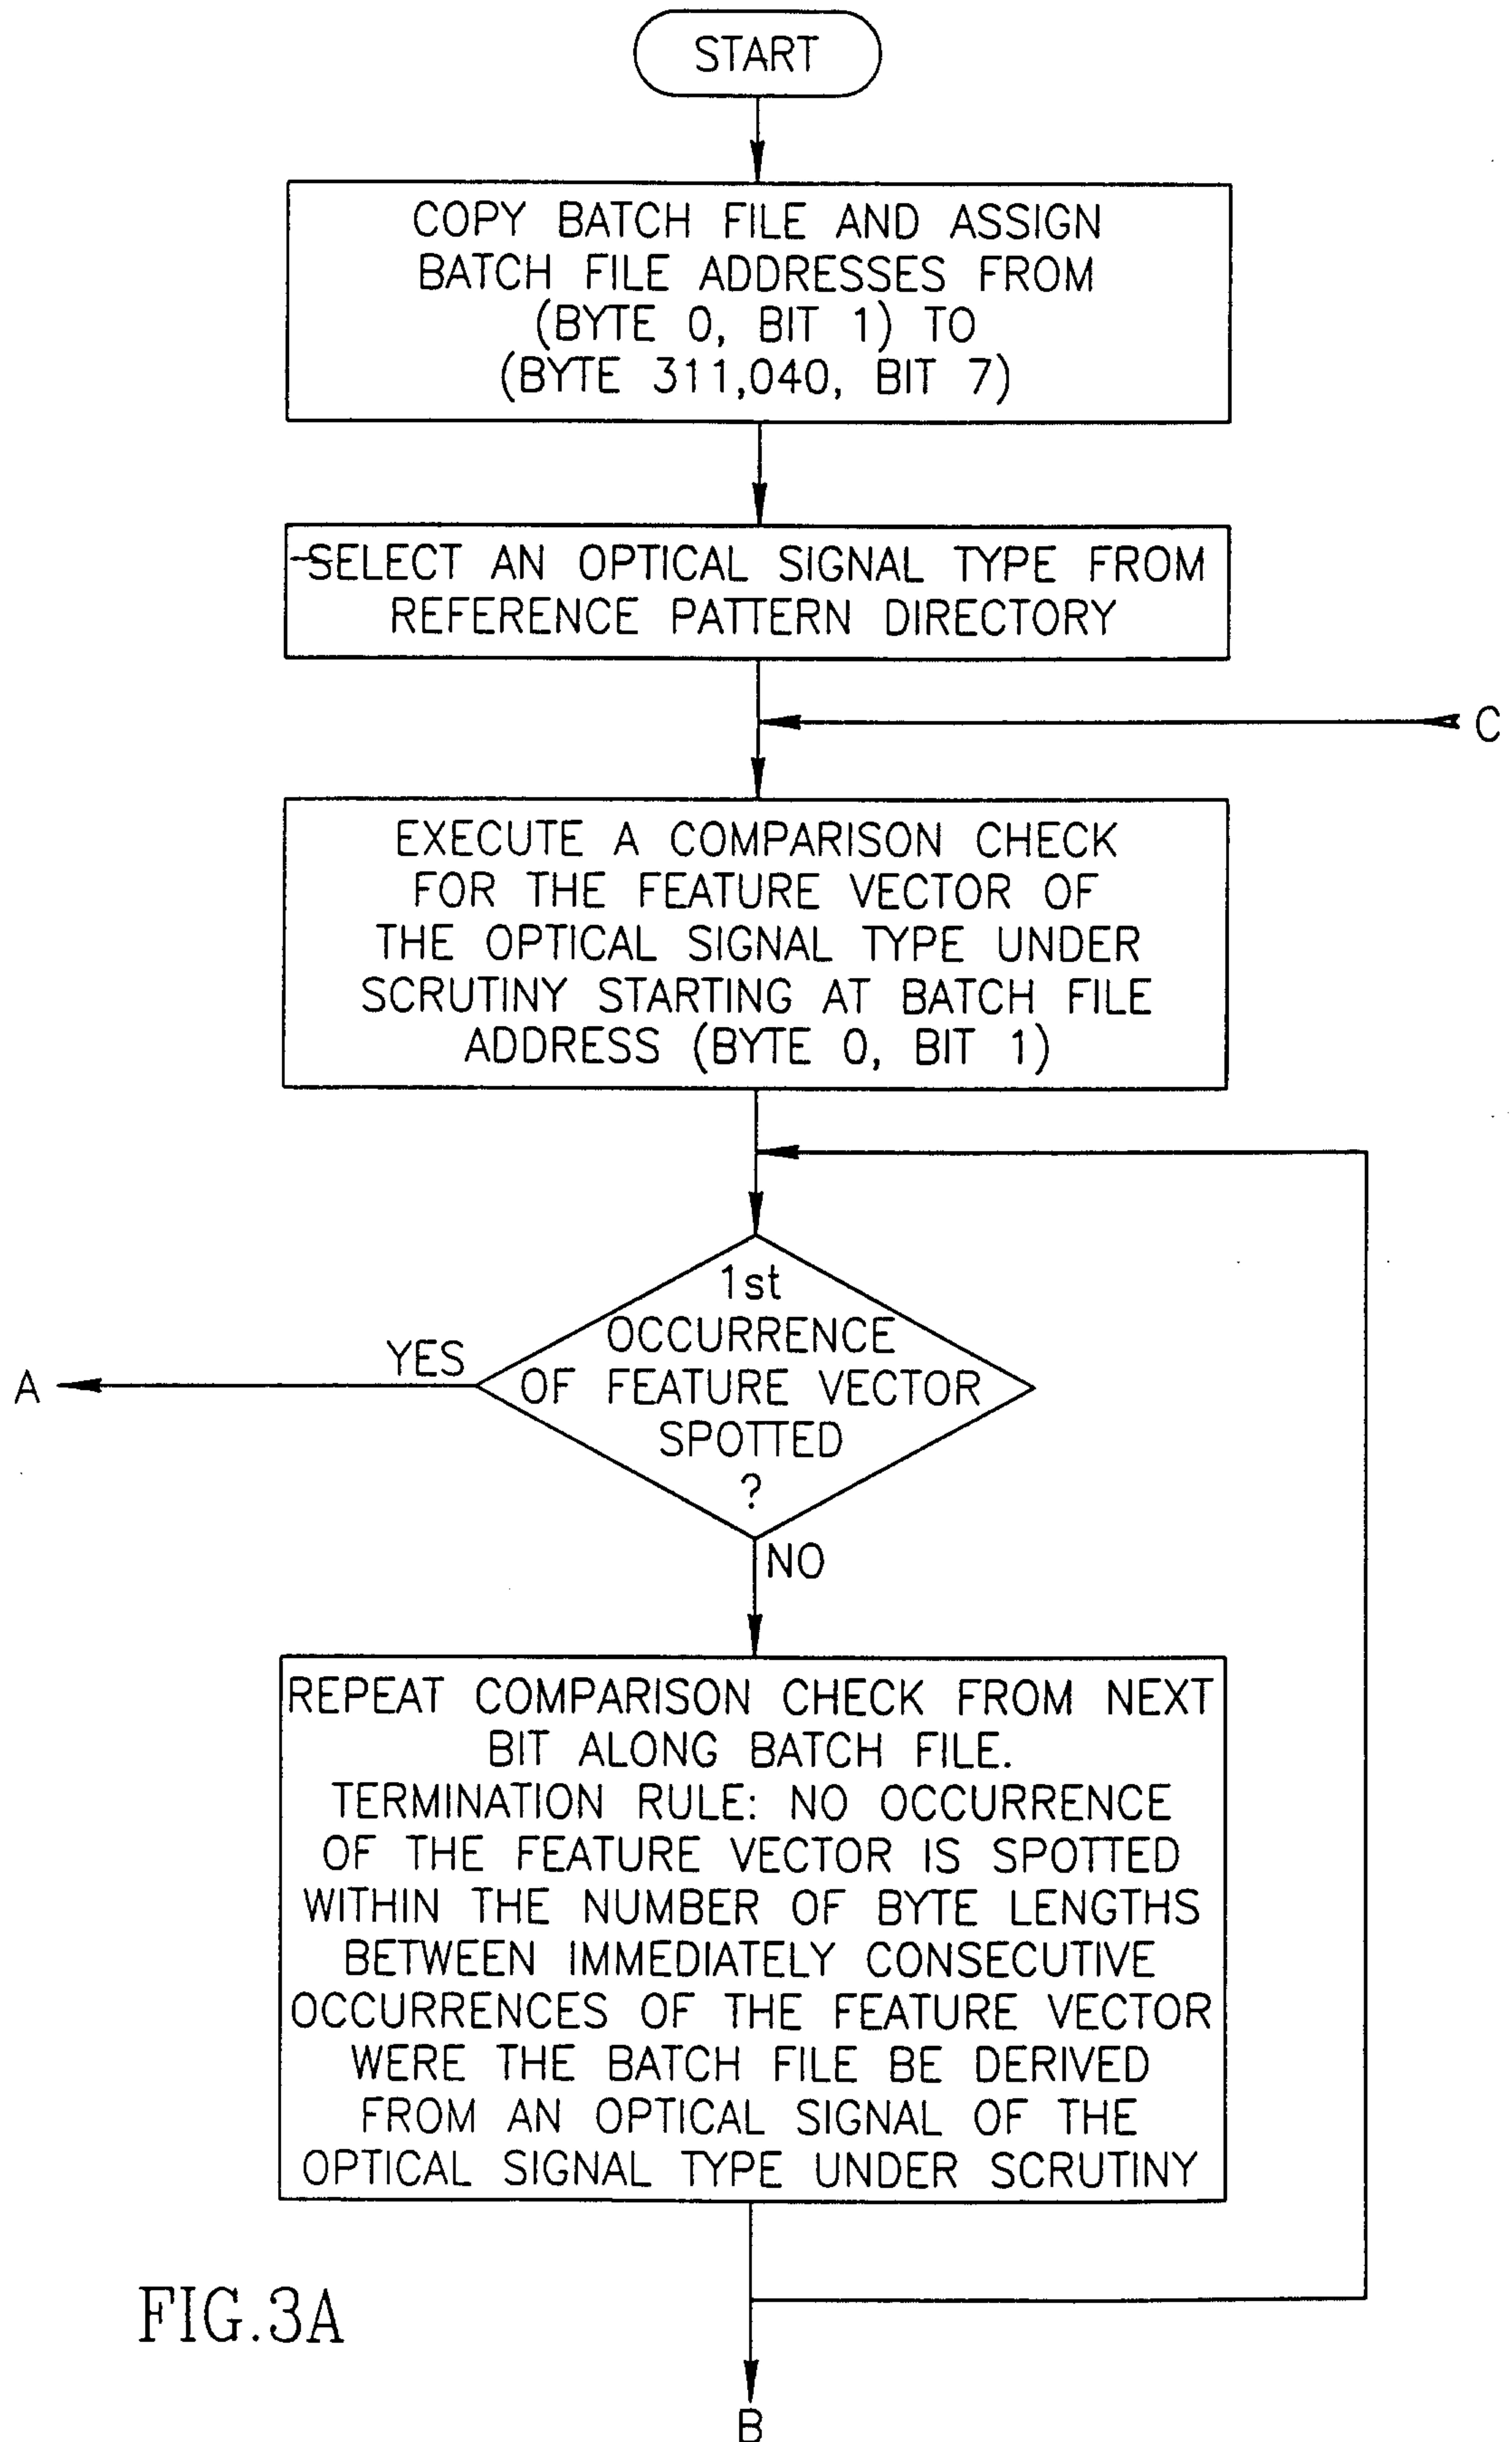 START
COPY BATCH FILE AND ASSIGN
BATCH FILE ADDRESSES FROM
(BYTE 0, BIT 1) TO
(BYTE 311,040, BIT 7)
SELECT AN OPTICAL SIGNAL TYPE FROM
REFERENCE PATTERN DIRECTORY
C
EXECUTE A COMPARISON CHECK
FOR THE FEATURE VECTOR OF
THE OPTICAL SIGNAL TYPE UNDER
SCRUTINY STARTING AT BATCH FILE
ADDRESS (BYTE 0, BIT 1)
1st
OCCURRENCE
OF FEATURE VECTOR
SPOTTED
?
YES
A
NO
REPEAT COMPARISON CHECK FROM NEXT
BIT ALONG BATCH FILE.
TERMINATION RULE: NO OCCURRENCE
OF THE FEATURE VECTOR IS SPOTTED
WITHIN THE NUMBER OF BYTE LENGTHS
BETWEEN IMMEDIATELY CONSECUTIVE
OCCURRENCES OF THE FEATURE VECTOR
WERE THE BATCH FILE BE DERIVED
FROM AN OPTICAL SIGNAL OF THE
OPTICAL SIGNAL TYPE UNDER SCRUTINY
B
FIG.3A